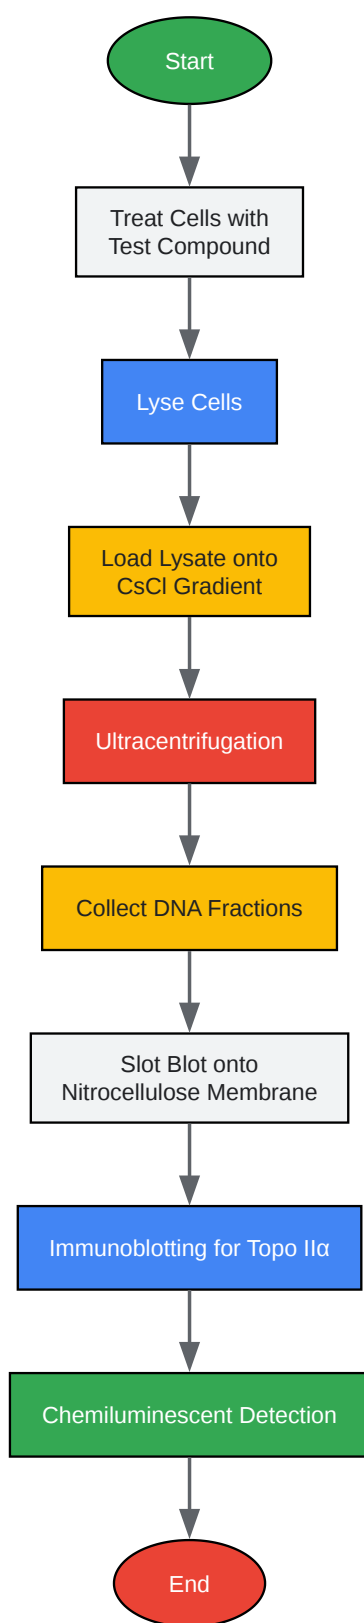 Start
Treat Cells with
Test Compound
Lyse Cells
Load Lysate onto
CsCl Gradient
Ultracentrifugation
Collect DNA Fractions
Slot Blot onto
Nitrocellulose Membrane
Immunoblotting for Topo IIα
Chemiluminescent Detection
End